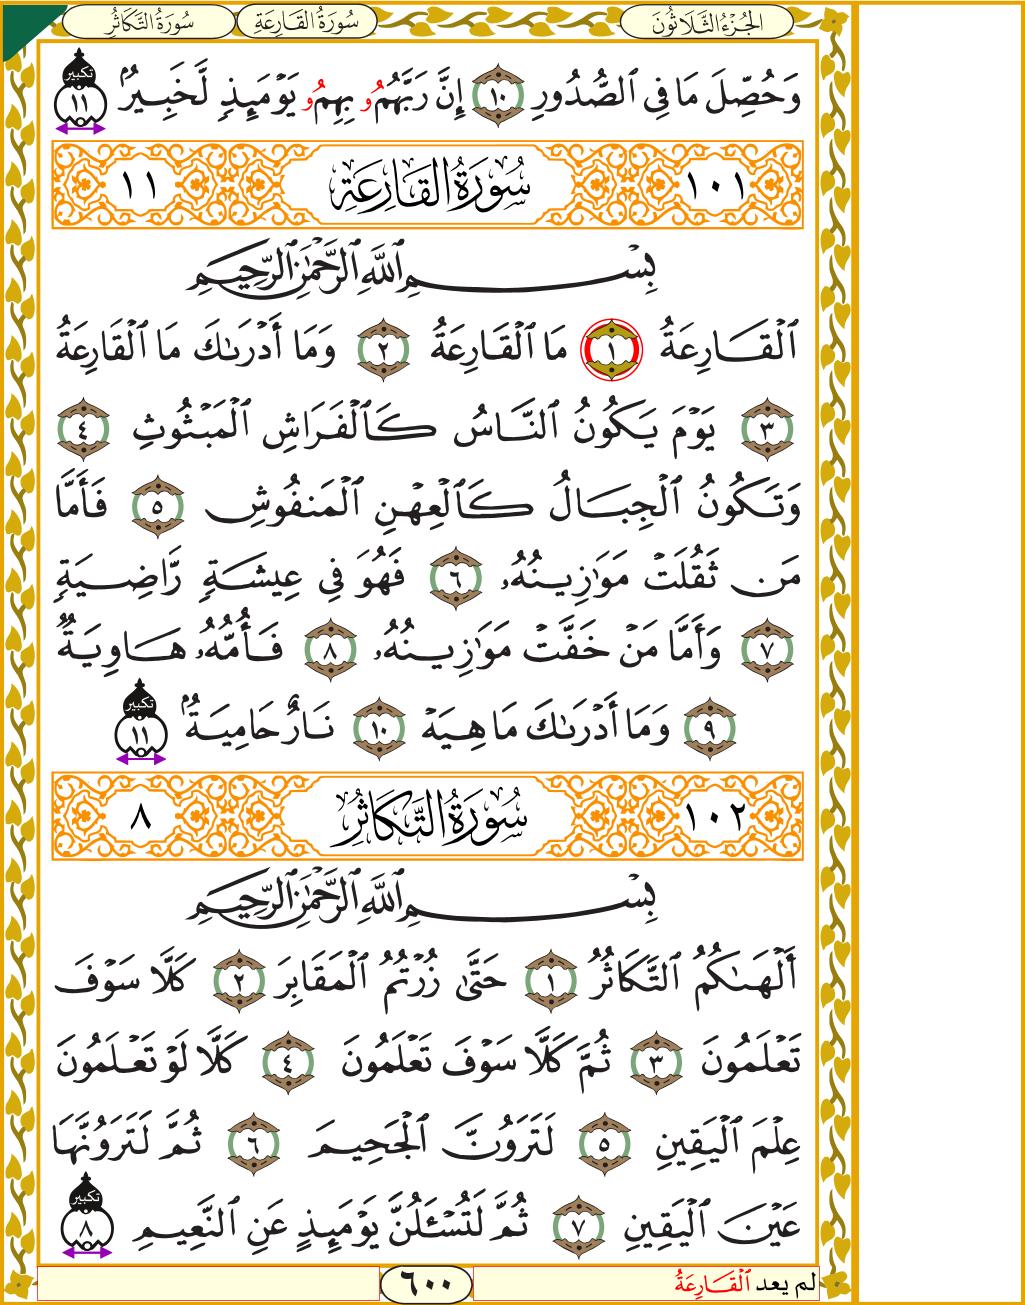 الجُزْءُ الثَّلَاثُونَ سُورَةُ القَارِعَةِ سُورَةُ التَّكَاثُرِ
وَحُصِّلَ مَا فِي ٱلصُّدُورِ ١٠ إِنَّ رَبَّهُمُو بِهِمُو يَوْمَئِذٍ لَّخَبِيرٌۢ تكبير ١١
١٠١ سُورَةُ القَارِعَةِ ١١
بِسْمِ ٱللَّهِ ٱلرَّحْمَٰنِ ٱلرَّحِيمِ
ٱلْقَارِعَةُ ١ مَا ٱلْقَارِعَةُ ٢ وَمَا أَدْرَىٰكَ مَا ٱلْقَارِعَةُ
٣ يَوْمَ يَكُونُ ٱلنَّاسُ كَٱلْفَرَاشِ ٱلْمَبْثُوثِ ٤
وَتَكُونُ ٱلْجِبَالُ كَٱلْعِهْنِ ٱلْمَنفُوشِ ٥ فَأَمَّا
مَن ثَقُلَتْ مَوَٰزِينُهُۥ ٦ فَهُوَ فِي عِيشَةٍ رَّاضِيَةٍ
٧ وَأَمَّا مَنْ خَفَّتْ مَوَٰزِينُهُۥ ٨ فَأُمُّهُۥ هَاوِيَةٌ
٩ وَمَا أَدْرَىٰكَ مَا هِيَهْ ١٠ نَارٌ حَامِيَةٌۢ تكبير ١١
١٠٢ سُورَةُ التَّكَاثُرِ ٨
بِسْمِ ٱللَّهِ ٱلرَّحْمَٰنِ ٱلرَّحِيمِ
أَلْهَىٰكُمُ ٱلتَّكَاثُرُ ١ حَتَّىٰ زُرْتُمُ ٱلْمَقَابِرَ ٢ كَلَّا سَوْفَ
تَعْلَمُونَ ٣ ثُمَّ كَلَّا سَوْفَ تَعْلَمُونَ ٤ كَلَّا لَوْ تَعْلَمُونَ
عِلْمَ ٱلْيَقِينِ ٥ لَتَرَوُنَّ ٱلْجَحِيمَ ٦ ثُمَّ لَتَرَوُنَّهَا
عَيْنَ ٱلْيَقِينِ ٧ ثُمَّ لَتُسْـَٔلُنَّ يَوْمَئِذٍ عَنِ ٱلنَّعِيمِ تكبير ٨
لم يعد ٱلْقَارِعَةُ ٦٠٠